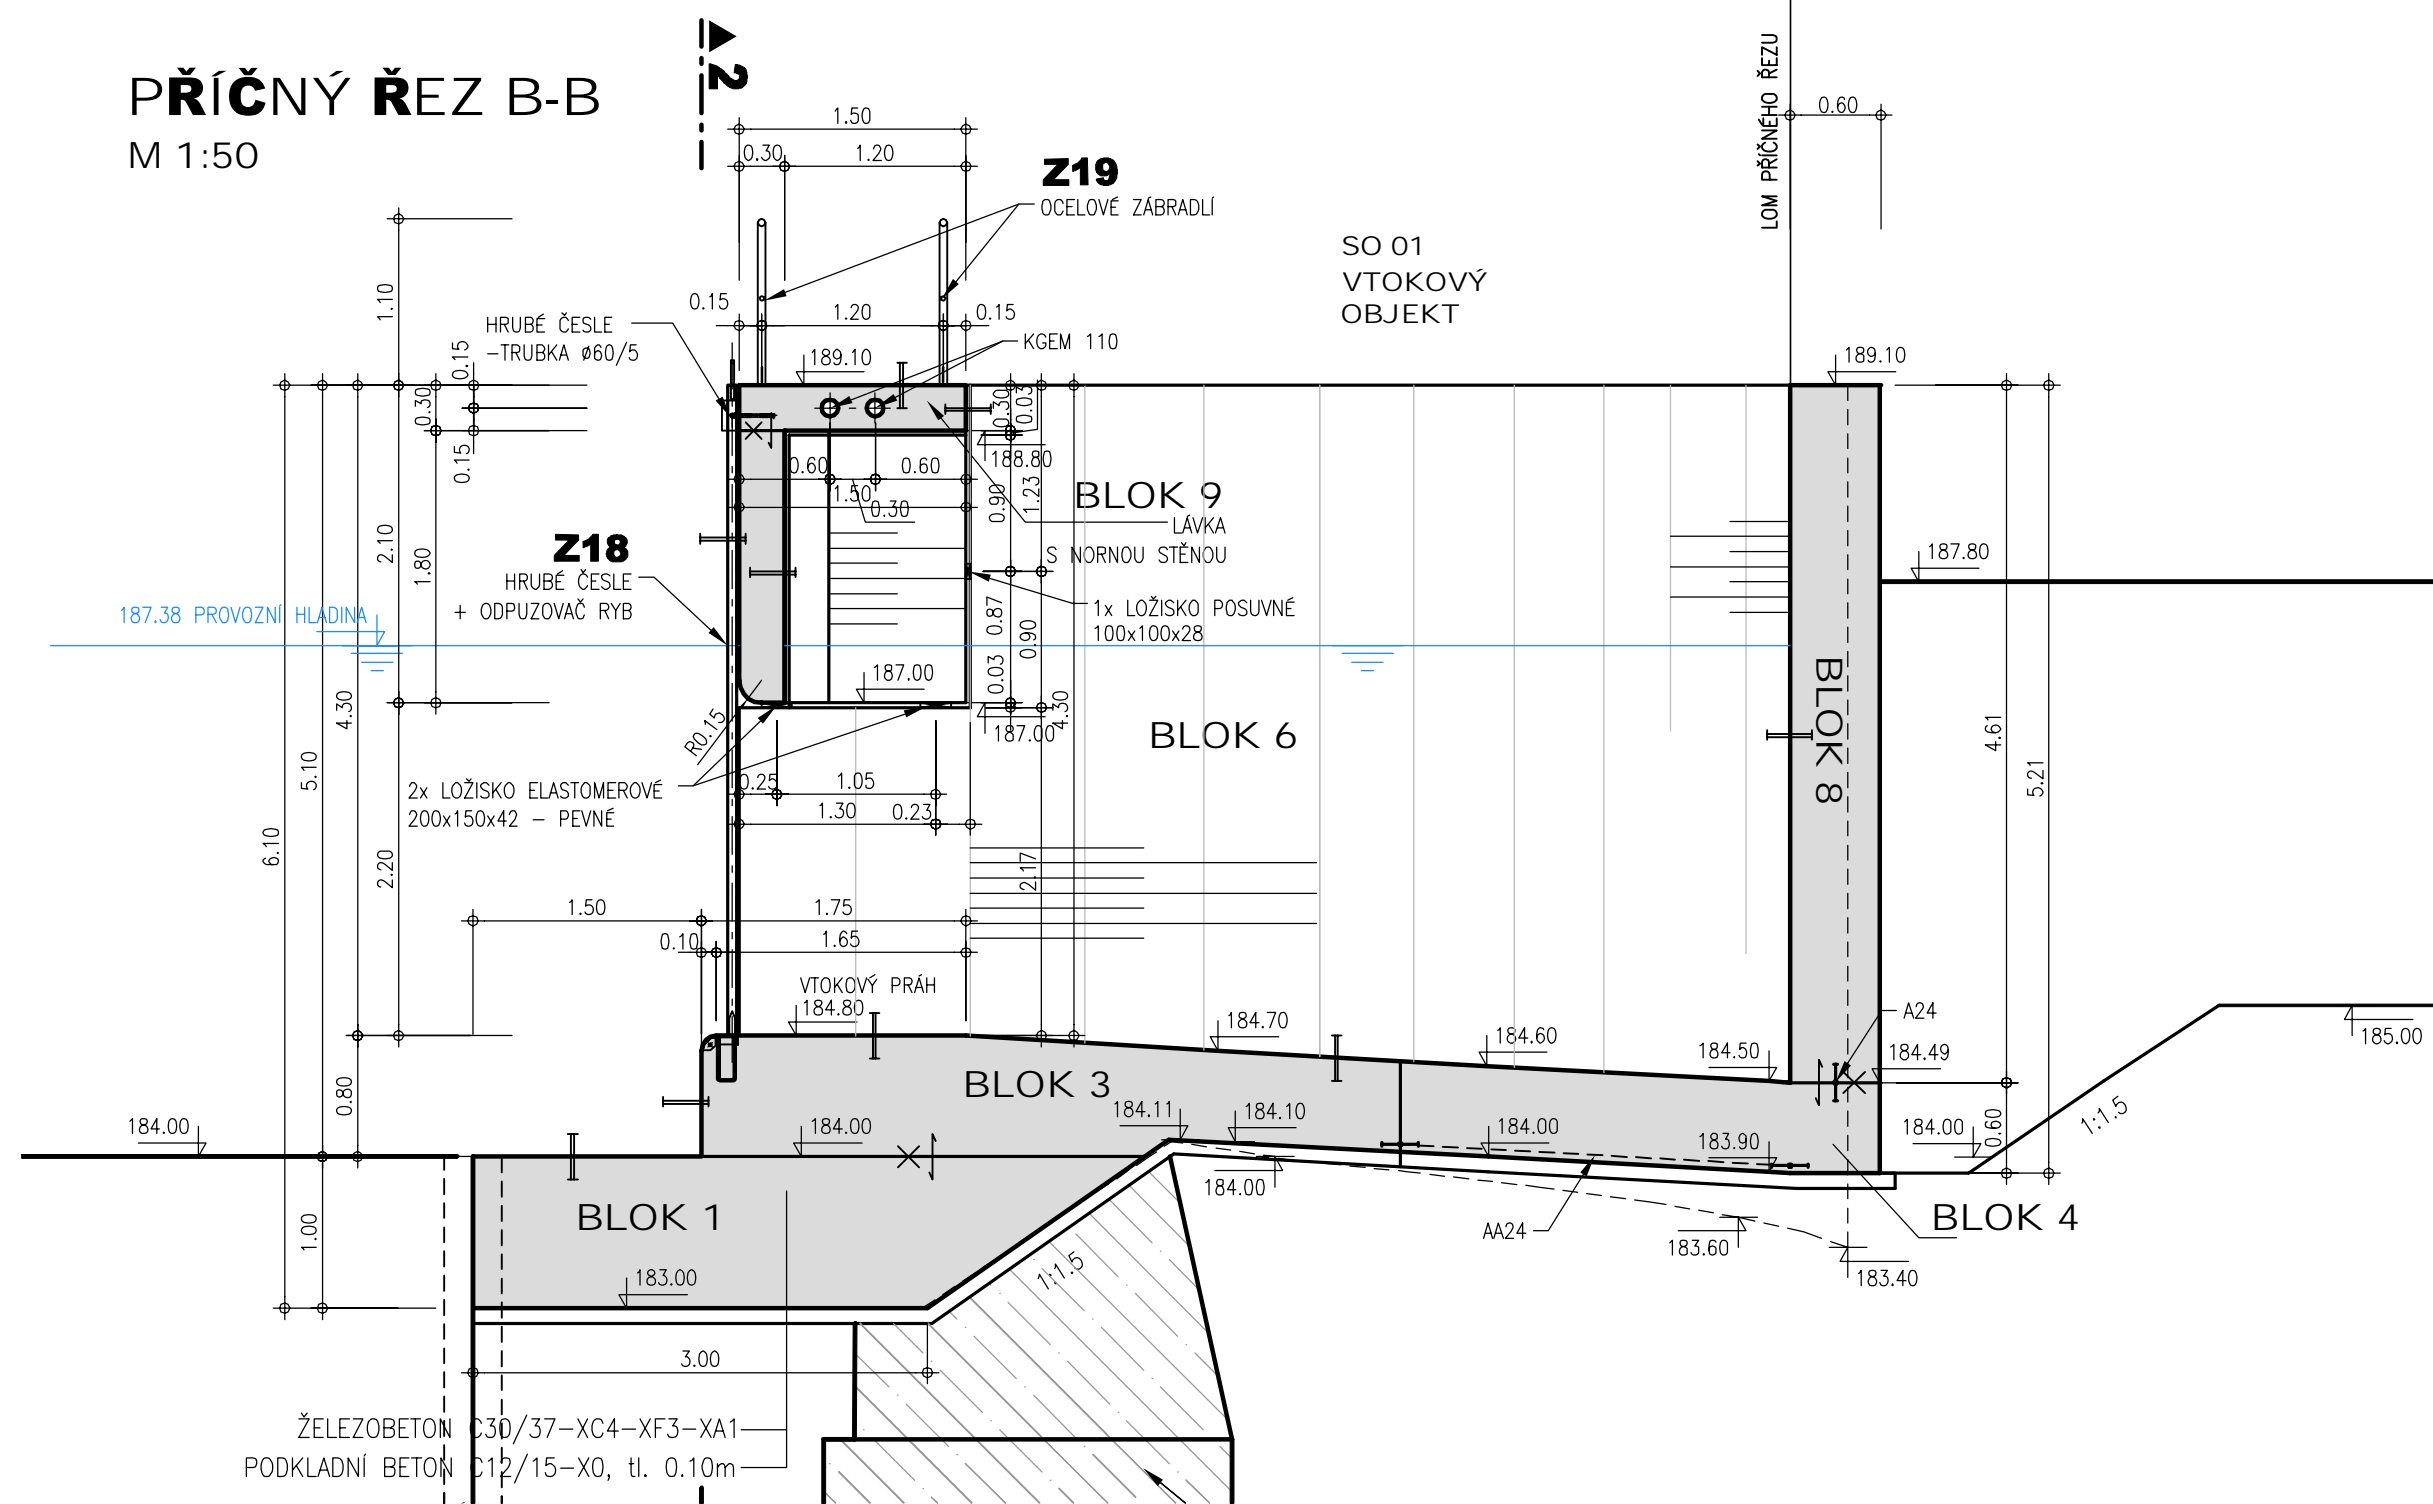 PŘÍČNÝ ŘEZ B-B
M 1:50
2
LOM PŘÍČNÉHO ŘEZU
0.60
1.50
0.30
1.20
Z19
OCELOVÉ ZÁBRADLÍ
SO 01
VTOKOVÝ
OBJEKT
1.10
0.15
1.20
0.15
HRUBÉ ČESLE
-TRUBKA ø60/5
KGEM 110
189.10
189.10
0.15
0.30
0.15
0.30
0.03
188.80
0.60
0.60
1.50
0.30
0.90
1.23
BLOK 9
LÁVKA
S NORNOU STĚNOU
2.10
1.80
Z18
HRUBÉ ČESLE
+ ODPUZOVAČ RYB
187.80
187.38 PROVOZNÍ HLADINA
1x LOŽISKO POSUVNÉ
100x100x28
0.87
0.90
0.03
187.00
187.00
4.30
4.30
R0.15
BLOK 6
BLOK 8
4.61
5.21
5.10
6.10
2x LOŽISKO ELASTOMEROVÉ
200x150x42 – PEVNÉ
0.25
1.05
1.30
0.23
2.20
2.17
1.50
1.75
0.10
1.65
VTOKOVÝ PRÁH
184.80
184.70
184.60
184.50
A24
184.49
185.00
BLOK 3
0.80
184.00
184.00
184.11
184.10
184.00
183.90
184.00
0.60
1:1.5
184.00
BLOK 1
1.00
AA24
BLOK 4
183.60
183.40
183.00
1:1.5
3.00
ŽELEZOBETON C30/37-XC4-XF3-XA1
PODKLADNÍ BETON C12/15-X0, tl. 0.10m